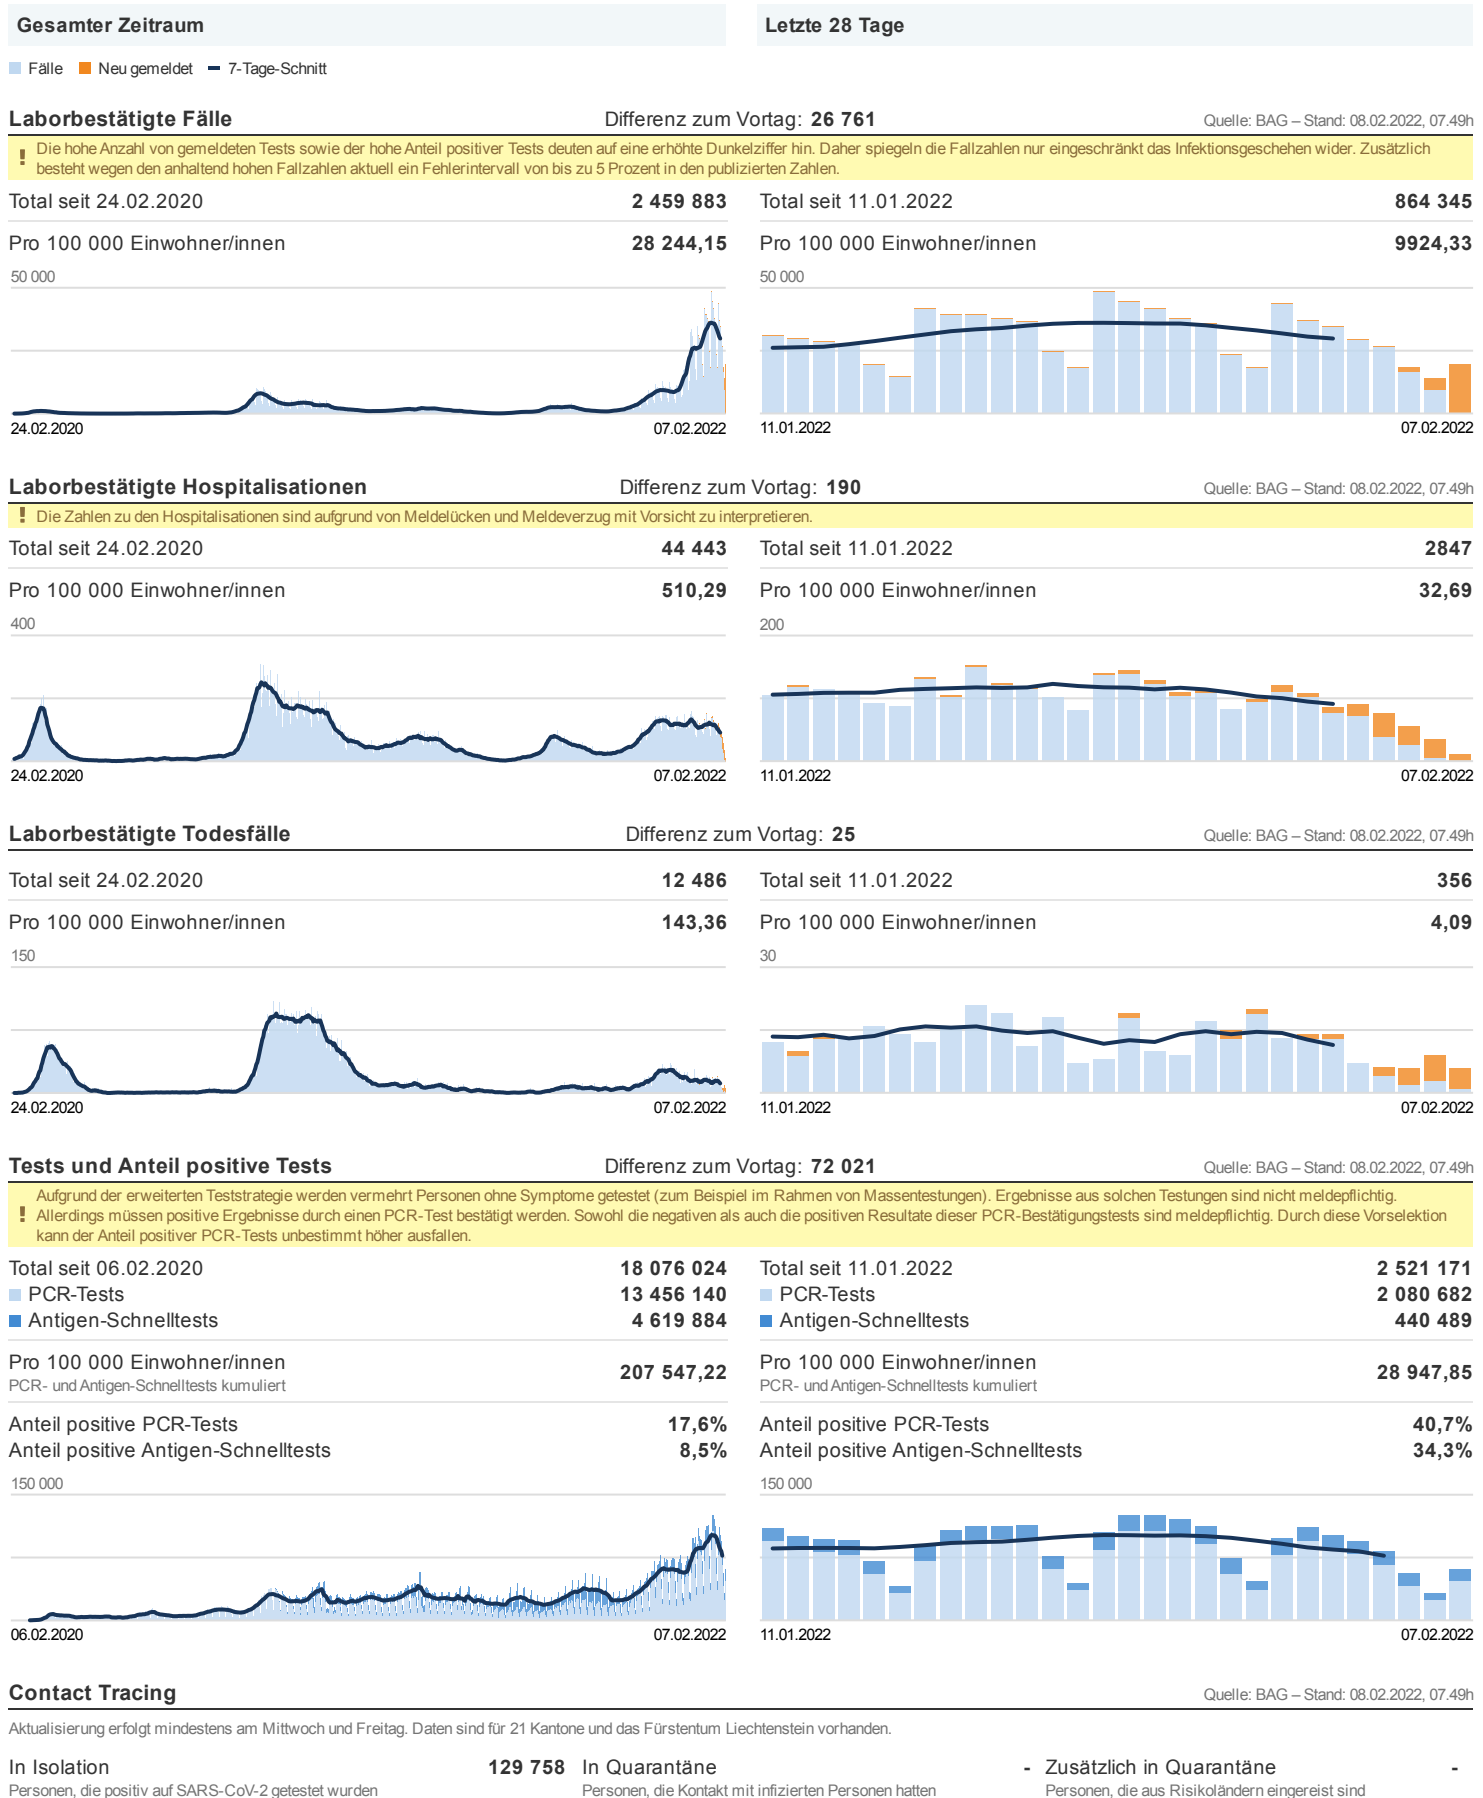 Gesamter Zeitraum
Letzte 28 Tage
Fälle Neu gemeldet 7-Tage-Schnitt
Laborbestätigte Fälle Differenz zum Vortag: 26 761 Quelle: BAG – Stand: 08.02.2022, 07.49h
! Die hohe Anzahl von gemeldeten Tests sowie der hohe Anteil positiver Tests deuten auf eine erhöhte Dunkelziffer hin. Daher spiegeln die Fallzahlen nur eingeschränkt das Infektionsgeschehen wider. Zusätzlich
besteht wegen den anhaltend hohen Fallzahlen aktuell ein Fehlerintervall von bis zu 5 Prozent in den publizierten Zahlen.
Total seit 24.02.2020 2 459 883
Pro 100 000 Einwohner/innen 28 244,15
50 000
24.02.2020 07.02.2022
Total seit 11.01.2022 864 345
Pro 100 000 Einwohner/innen 9924,33
50 000
11.01.2022 07.02.2022
Laborbestätigte Hospitalisationen Differenz zum Vortag: 190 Quelle: BAG – Stand: 08.02.2022, 07.49h
! Die Zahlen zu den Hospitalisationen sind aufgrund von Meldelücken und Meldeverzug mit Vorsicht zu interpretieren.
Total seit 24.02.2020 44 443
Pro 100 000 Einwohner/innen 510,29
400
24.02.2020 07.02.2022
Total seit 11.01.2022 2847
Pro 100 000 Einwohner/innen 32,69
200
11.01.2022 07.02.2022
Laborbestätigte Todesfälle Differenz zum Vortag: 25 Quelle: BAG – Stand: 08.02.2022, 07.49h
Total seit 24.02.2020 12 486
Pro 100 000 Einwohner/innen 143,36
150
24.02.2020 07.02.2022
Total seit 11.01.2022 356
Pro 100 000 Einwohner/innen 4,09
30
11.01.2022 07.02.2022
Tests und Anteil positive Tests Differenz zum Vortag: 72 021 Quelle: BAG – Stand: 08.02.2022, 07.49h
Aufgrund der erweiterten Teststrategie werden vermehrt Personen ohne Symptome getestet (zum Beispiel im Rahmen von Massentestungen). Ergebnisse aus solchen Testungen sind nicht meldepflichtig.
! Allerdings müssen positive Ergebnisse durch einen PCR-Test bestätigt werden. Sowohl die negativen als auch die positiven Resultate dieser PCR-Bestätigungstests sind meldepflichtig. Durch diese Vorselektion
kann der Anteil positiver PCR-Tests unbestimmt höher ausfallen.
Total seit 06.02.2020 18 076 024
PCR-Tests 13 456 140
Antigen-Schnelltests 4 619 884
Pro 100 000 Einwohner/innen 207 547,22
PCR- und Antigen-Schnelltests kumuliert
Anteil positive PCR-Tests 17,6%
Anteil positive Antigen-Schnelltests 8,5%
150 000
06.02.2020 07.02.2022
Total seit 11.01.2022 2 521 171
PCR-Tests 2 080 682
Antigen-Schnelltests 440 489
Pro 100 000 Einwohner/innen 28 947,85
PCR- und Antigen-Schnelltests kumuliert
Anteil positive PCR-Tests 40,7%
Anteil positive Antigen-Schnelltests 34,3%
150 000
11.01.2022 07.02.2022
Contact Tracing Quelle: BAG – Stand: 08.02.2022, 07.49h
Aktualisierung erfolgt mindestens am Mittwoch und Freitag. Daten sind für 21 Kantone und das Fürstentum Liechtenstein vorhanden.
In Isolation 129 758
Personen, die positiv auf SARS-CoV-2 getestet wurden
In Quarantäne -
Personen, die Kontakt mit infizierten Personen hatten
Zusätzlich in Quarantäne -
Personen, die aus Risikoländern eingereist sind